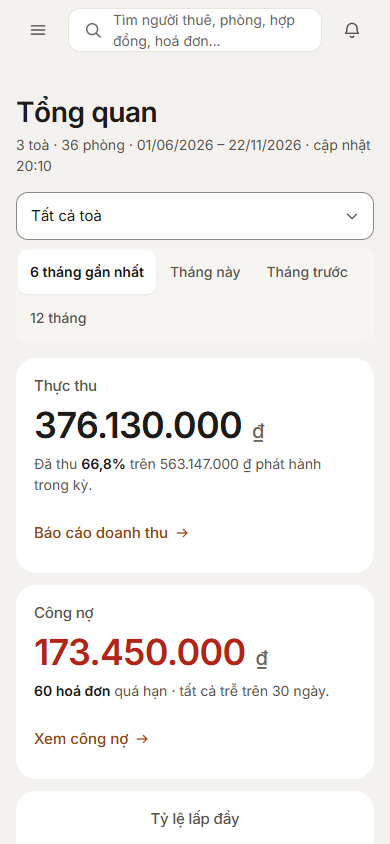 Tìm người thuê, phòng, hợp
đồng, hoá đơn...
Tổng quan
3 toà · 36 phòng · 01/06/2026 – 22/11/2026 · cập nhật
20:10
Tất cả toà
6 tháng gần nhất Tháng này Tháng trước
12 tháng
Thực thu
376.130.000 ₫
Đã thu 66,8% trên 563.147.000 ₫ phát hành
trong kỳ.
Báo cáo doanh thu →
Công nợ
173.450.000 ₫
60 hoá đơn quá hạn · tất cả trễ trên 30 ngày.
Xem công nợ →
Tỷ lệ lấp đầy